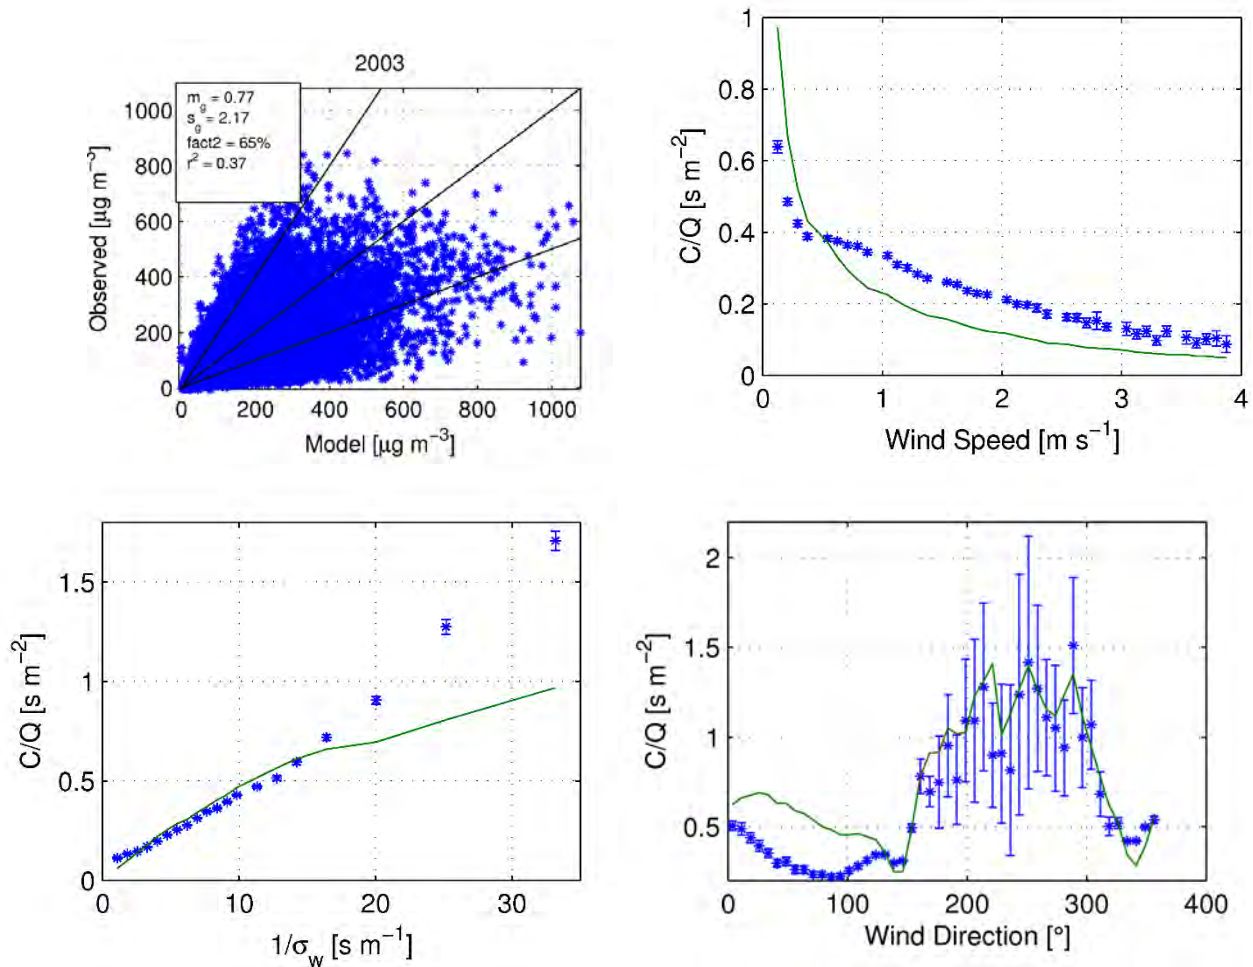 2003
m_g = 0.77
s_g = 2.17
fact2 = 65%
r² = 0.37
1000
800
600
400
200
0
Observed [µg m⁻³]
0 200 400 600 800 1000
Model [µg m⁻³]
1
0.8
0.6
0.4
0.2
0
C/Q [s m⁻²]
0 1 2 3 4
Wind Speed [m s⁻¹]
1.5
1
0.5
0
C/Q [s m⁻²]
0 10 20 30
1/σ_w [s m⁻¹]
2
1.5
1
0.5
C/Q [s m⁻²]
0 100 200 300 400
Wind Direction [°]